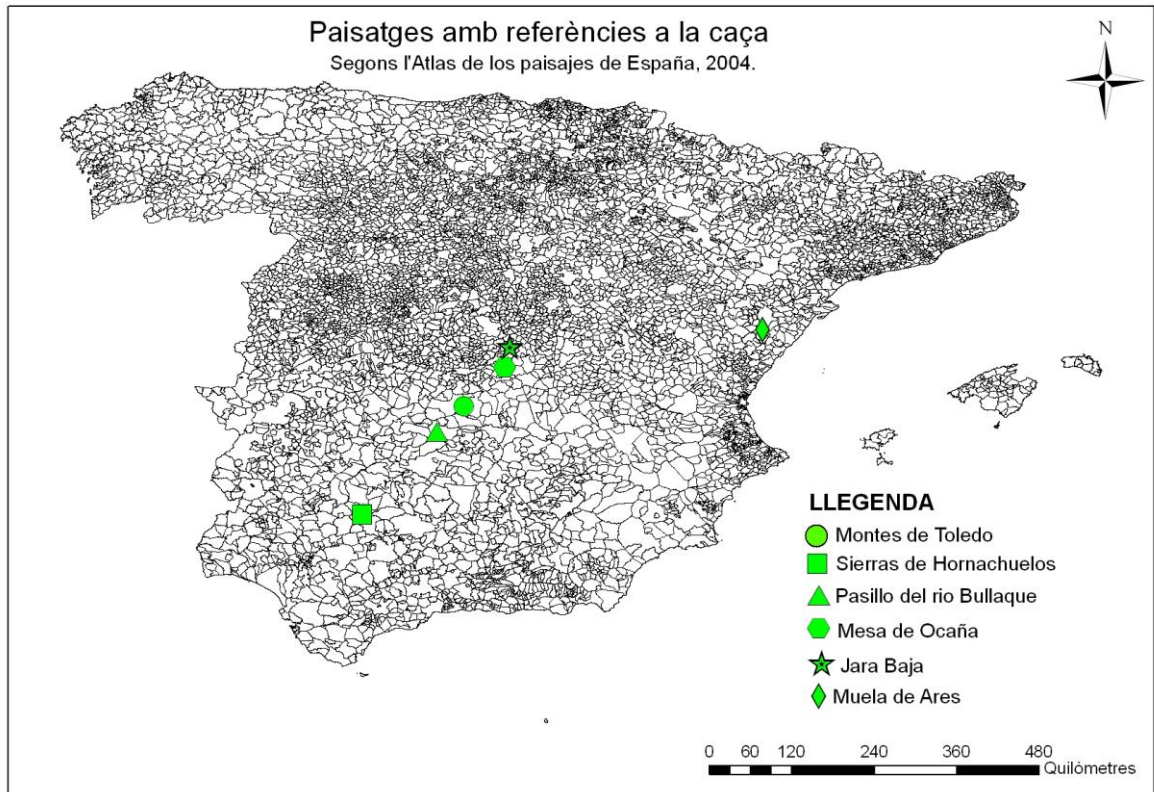 Paisatges amb referències a la caça
Segons l'Atlas de los paisajes de España, 2004.
N
LLEGENDA
Montes de Toledo
Sierras de Hornachuelos
Pasillo del rio Bullaque
Mesa de Ocaña
Jara Baja
Muela de Ares
0 60 120 240 360 480
Quilòmetres